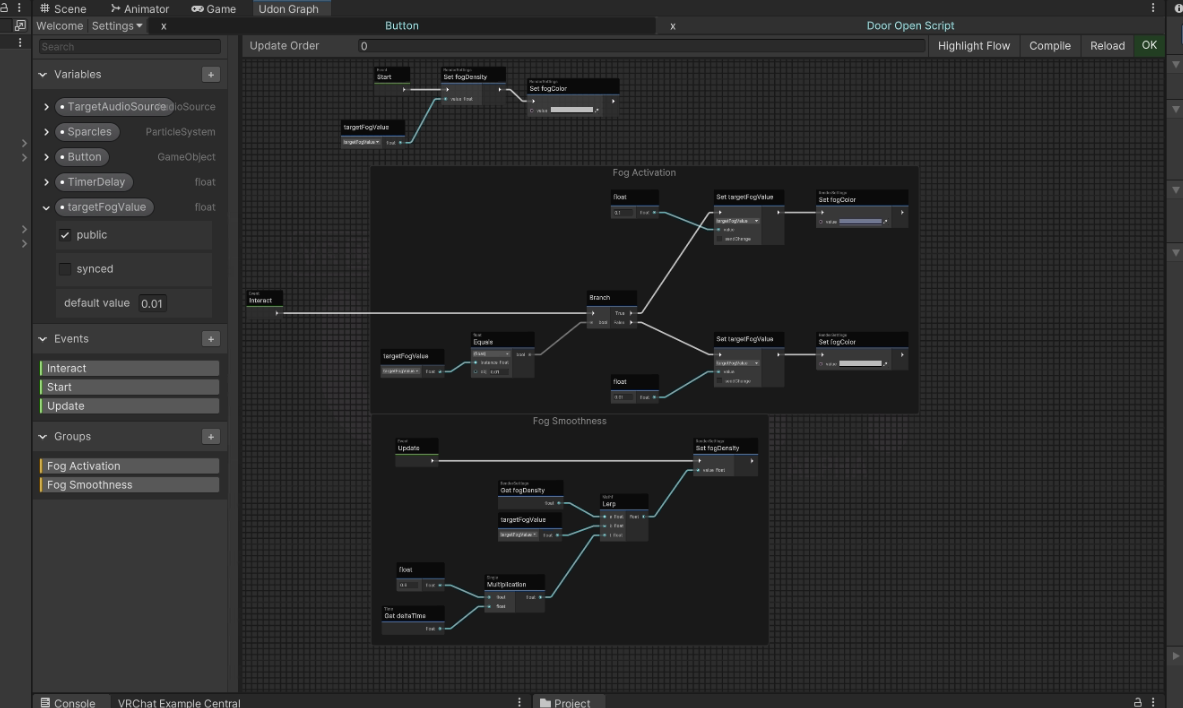 Scene
Animator
Game
Udon Graph
Welcome
Settings
x
Button
x
Door Open Script
Search
Update Order
0
Highlight Flow
Compile
Reload
OK
Variables
+
TargetAudioSource
Sparcles
ParticleSystem
Button
GameObject
TimerDelay
float
targetFogValue
float
public
synced
default value
0.01
Events
+
Interact
Start
Update
Groups
+
Fog Activation
Fog Smoothness
Start
Set fogDensity
Set fogColor
targetFogValue
Fog Activation
float
Set targetFogValue
Set fogColor
Interact
Branch
True
targetFogValue
Equals
Set targetFogValue
Set fogColor
float
Fog Smoothness
Update
Set fogDensity
Get fogDensity
targetFogValue
Lerp
float
Multiplication
Get deltaTime
Console
VRChat Example Central
Project